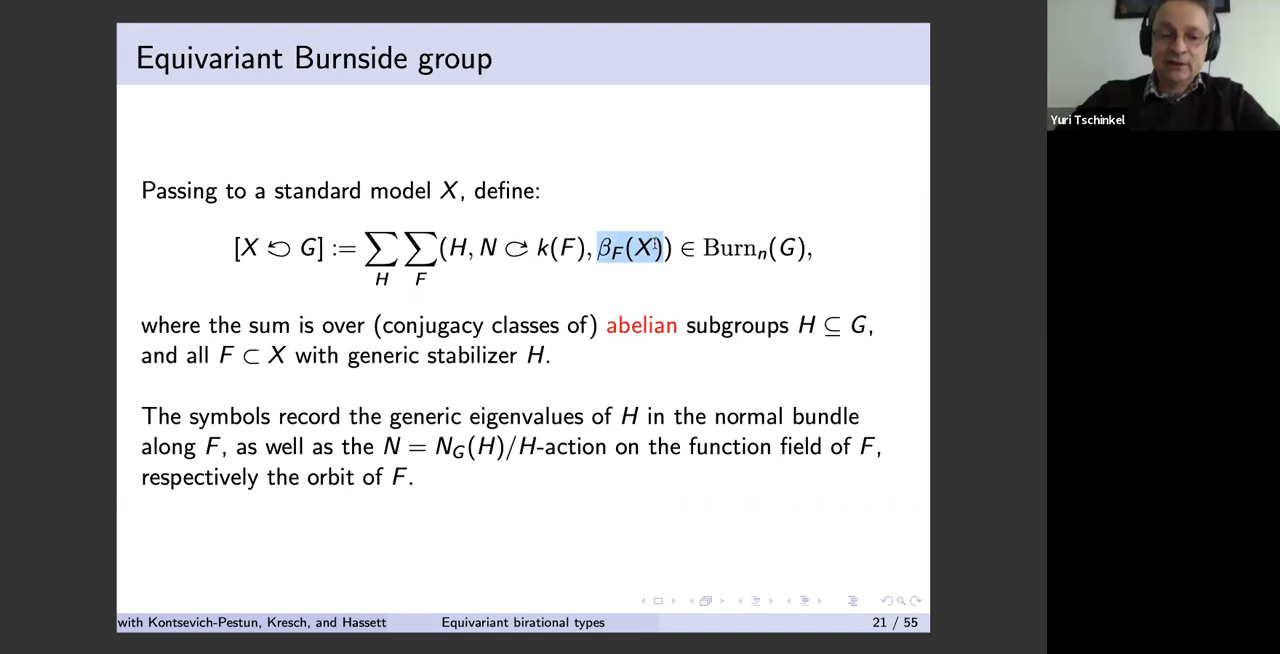 Equivariant Burnside group
Yuri Tschinkel
Passing to a standard model X, define:
[X ⟲ G] := ∑_H ∑_F (H, N ⟳ k(F), β_F(X)) ∈ Burn_n(G),
where the sum is over (conjugacy classes of) abelian subgroups H ⊆ G,
and all F ⊂ X with generic stabilizer H.
The symbols record the generic eigenvalues of H in the normal bundle
along F, as well as the N = N_G(H)/H-action on the function field of F,
respectively the orbit of F.
with Kontsevich-Pestun, Kresch, and Hassett Equivariant birational types 21 / 55